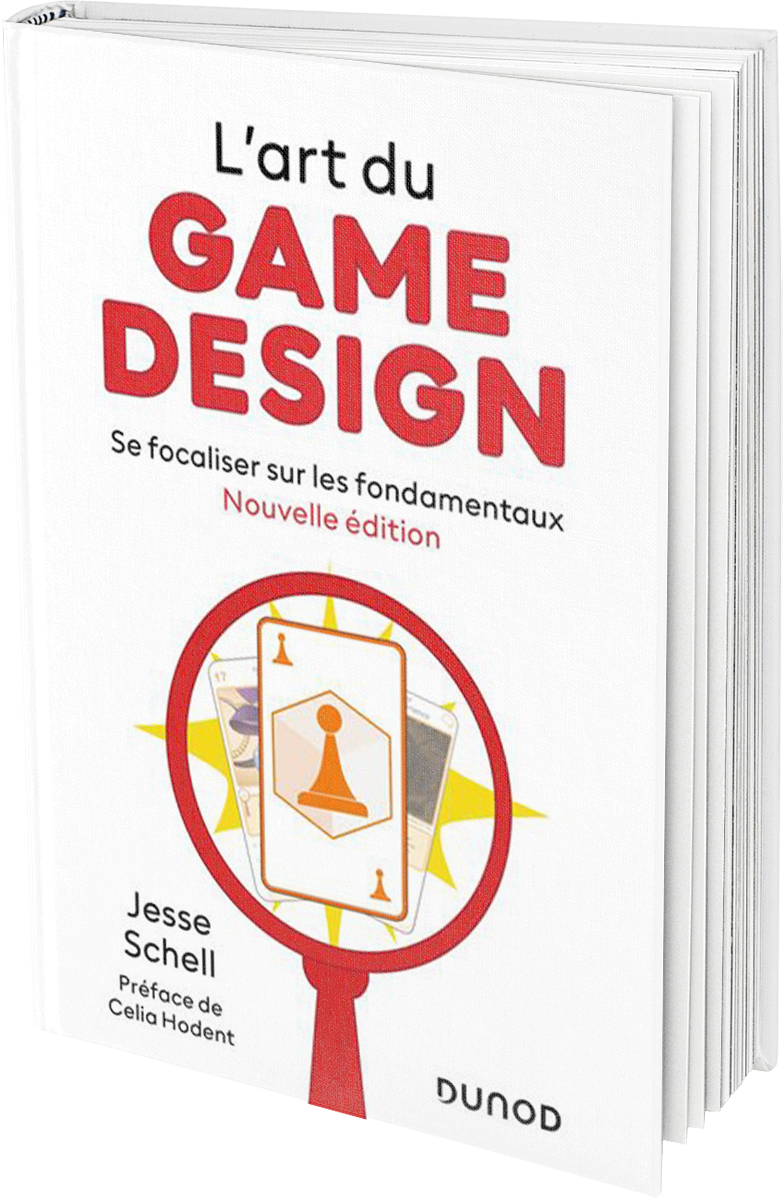 L'art du
GAME
DESIGN
Se focaliser sur les fondamentaux
Nouvelle édition
17
Jesse
Schell
Préface de
Celia Hodent
DUNOD